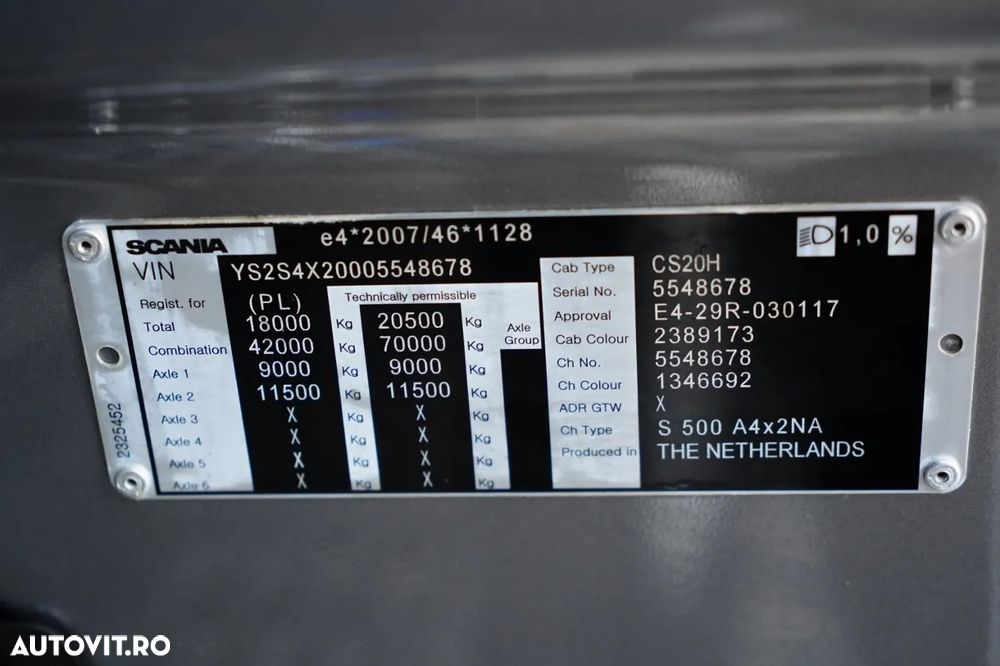 SCANIA e4*2007/46*1128 1,0 %
VIN YS2S4X20005548678
Regist. for (PL) Technically permissible
Total 18000 Kg 20500 Kg Axle Group
Combination 42000 Kg 70000 Kg
Axle 1 9000 Kg 9000 Kg
Axle 2 11500 Kg 11500 Kg
Axle 3 X Kg X Kg
Axle 4 X Kg X Kg
Axle 5 X Kg X Kg
Axle 6 X Kg X Kg
2325452
Cab Type CS20H
Serial No. 5548678
Approval E4-29R-030117
Cab Colour 2389173
Ch No. 5548678
Ch Colour 1346692
ADR GTW X
Ch Type S 500 A4x2NA
Produced in THE NETHERLANDS
AUTOVIT.RO